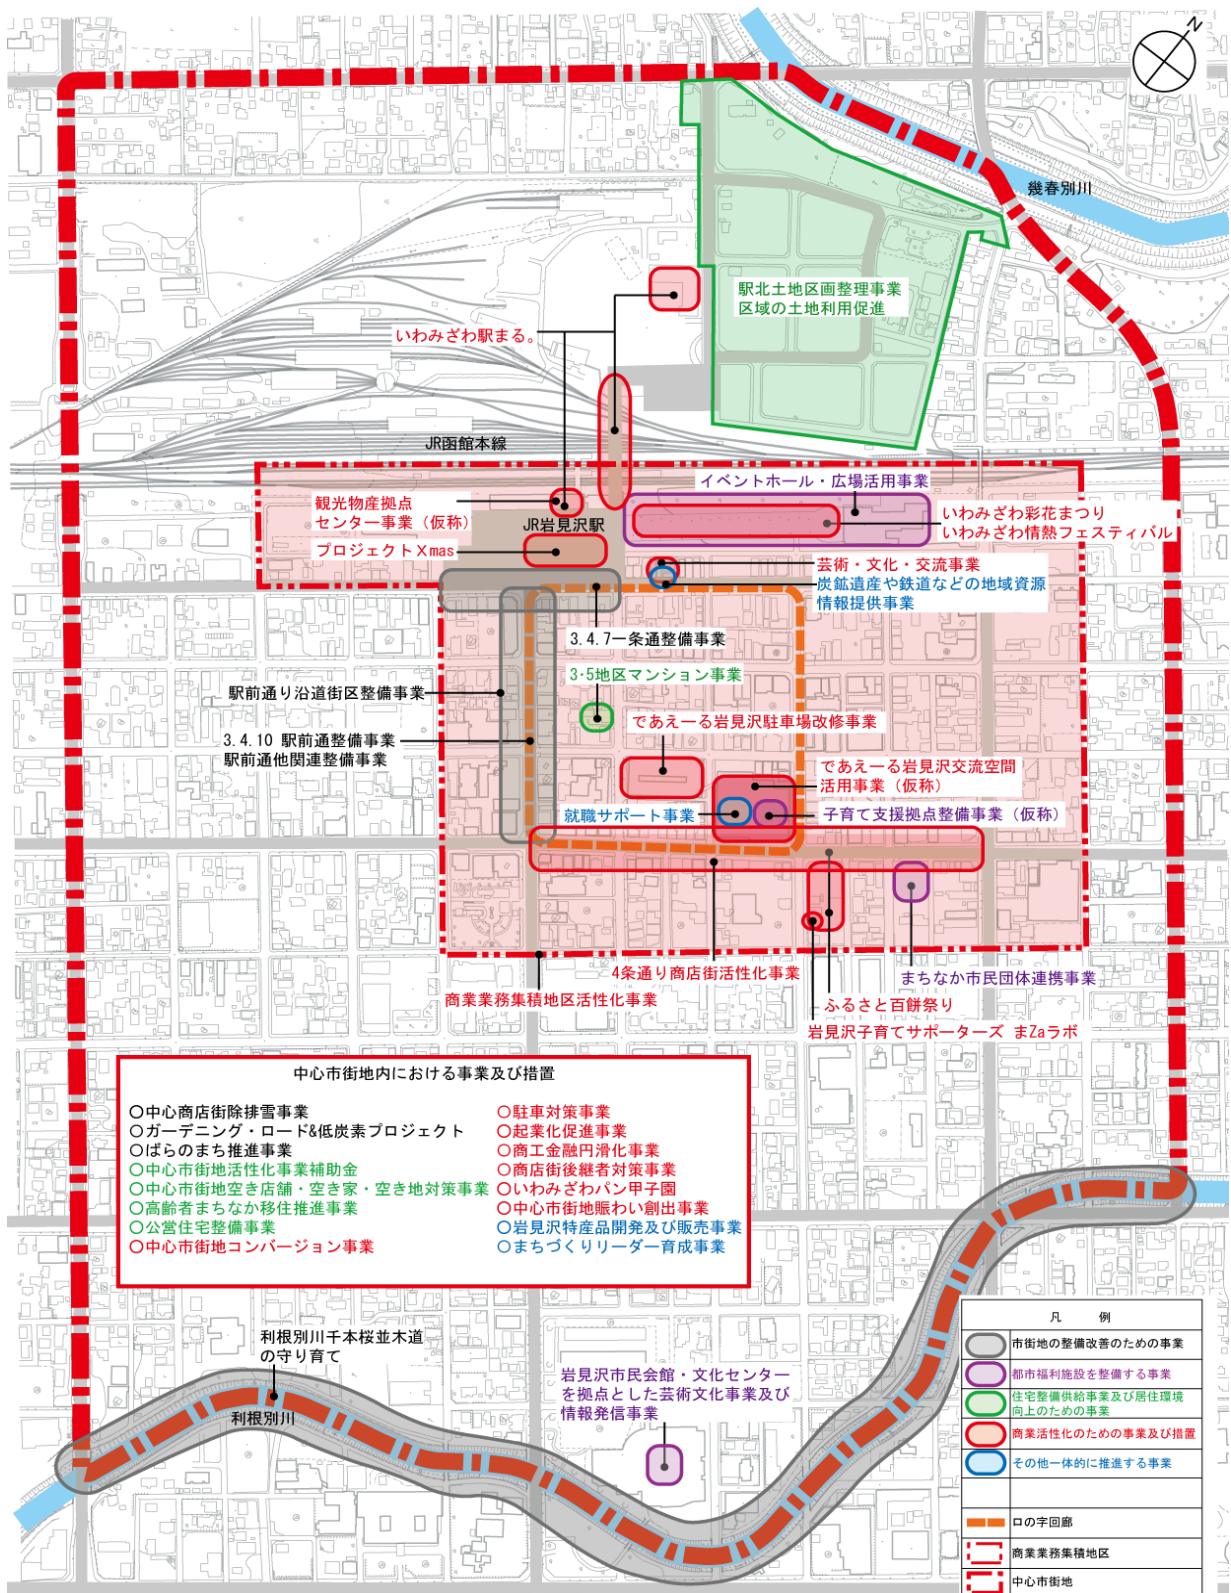 N
幾春別川
駅北土地区画整理事業
区域の土地利用促進
いわみざわ駅まる。
JR函館本線
イベントホール・広場活用事業
観光物産拠点
センター事業（仮称）
いわみざわ彩花まつり
いわみざわ情熱フェスティバル
JR岩見沢駅
プロジェクトXmas
芸術・文化・交流事業
炭鉱遺産や鉄道などの地域資源
情報提供事業
3.4.7一条通整備事業
3・5地区マンション事業
駅前通り沿道街区整備事業
であえーる岩見沢駐車場改修事業
3.4.10 駅前通整備事業
駅前通他関連整備事業
であえーる岩見沢交流空間
活用事業（仮称）
就職サポート事業
子育て支援拠点整備事業（仮称）
4条通り商店街活性化事業
まちなか市民団体連携事業
商業業務集積地区活性化事業
ふるさと百餅祭り
岩見沢子育てサポーターズ まZaラボ
中心市街地内における事業及び措置
○中心商店街除排雪事業
○ガーデニング・ロード&低炭素プロジェクト
○ばらのまち推進事業
○中心市街地活性化事業補助金
○中心市街地空き店舗・空き家・空き地対策事業
○高齢者まちなか移住推進事業
○公営住宅整備事業
○中心市街地コンバージョン事業
○駐車対策事業
○起業化促進事業
○商工金融円滑化事業
○商店街後継者対策事業
○いわみざわパン甲子園
○中心市街地賑わい創出事業
○岩見沢特産品開発及び販売事業
○まちづくりリーダー育成事業
利根別川千本桜並木道
の守り育て
利根別川
岩見沢市民会館・文化センター
を拠点とした芸術文化事業及び
情報発信事業
凡　例
市街地の整備改善のための事業
都市福利施設を整備する事業
住宅整備供給事業及び居住環境
向上のための事業
商業活性化のための事業及び措置
その他一体的に推進する事業
ロの字回廊
商業業務集積地区
中心市街地